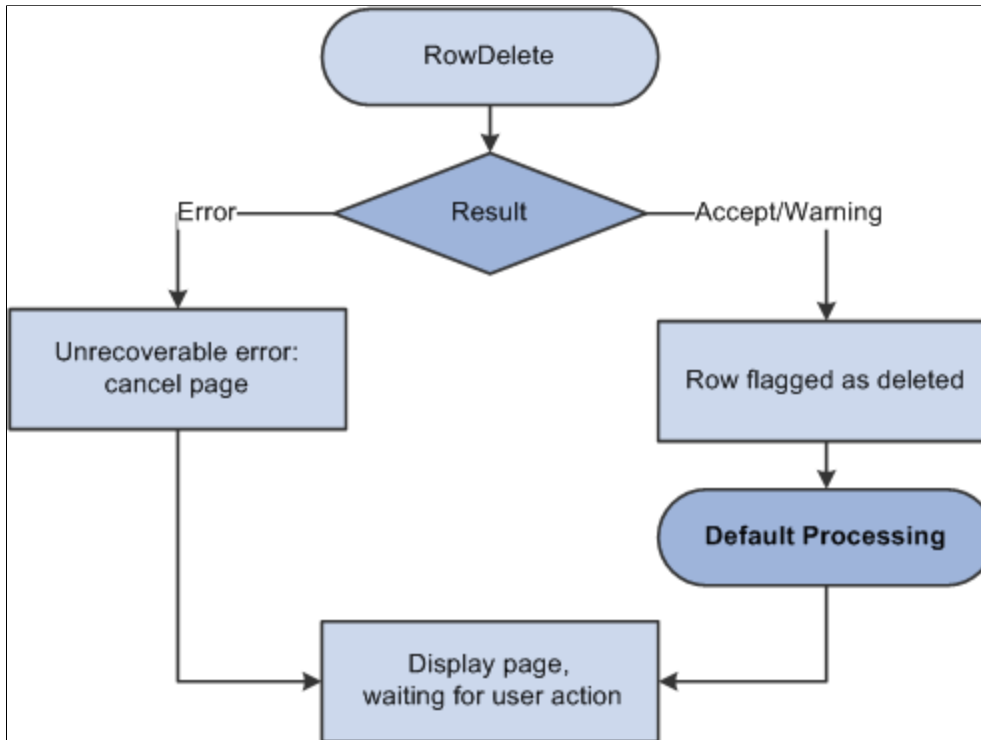 RowDelete
Result
Error
Accept/Warning
Unrecoverable error:
cancel page
Row flagged as deleted
Default Processing
Display page,
waiting for user action